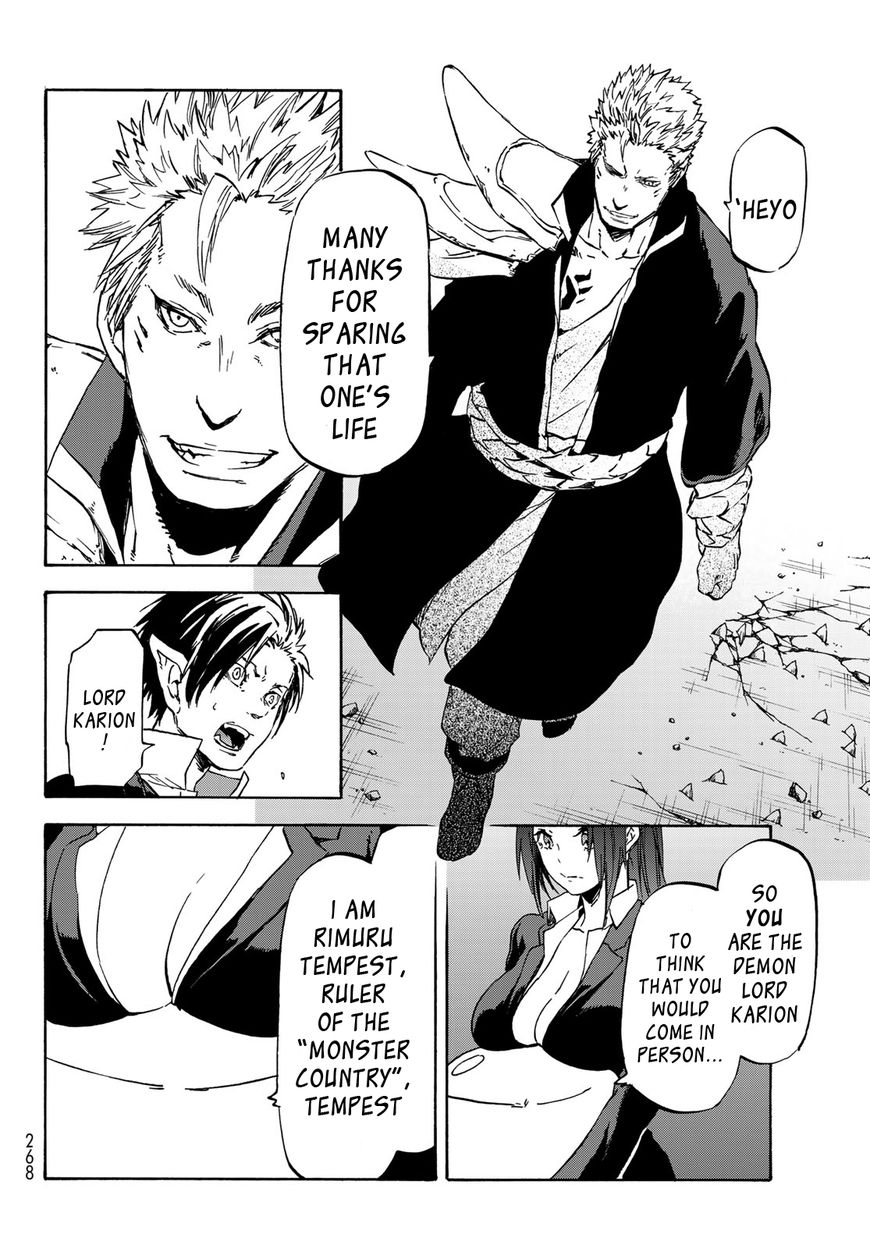 'HEYO
MANY
THANKS
FOR
SPARING
THAT
ONE'S
LIFE
LORD
KARION
!
SO
YOU
ARE THE
DEMON
LORD
KARION
TO
THINK
THAT YOU
WOULD
COME IN
PERSON...
I AM
RIMURU
TEMPEST,
RULER
OF THE
"MONSTER
COUNTRY",
TEMPEST
268